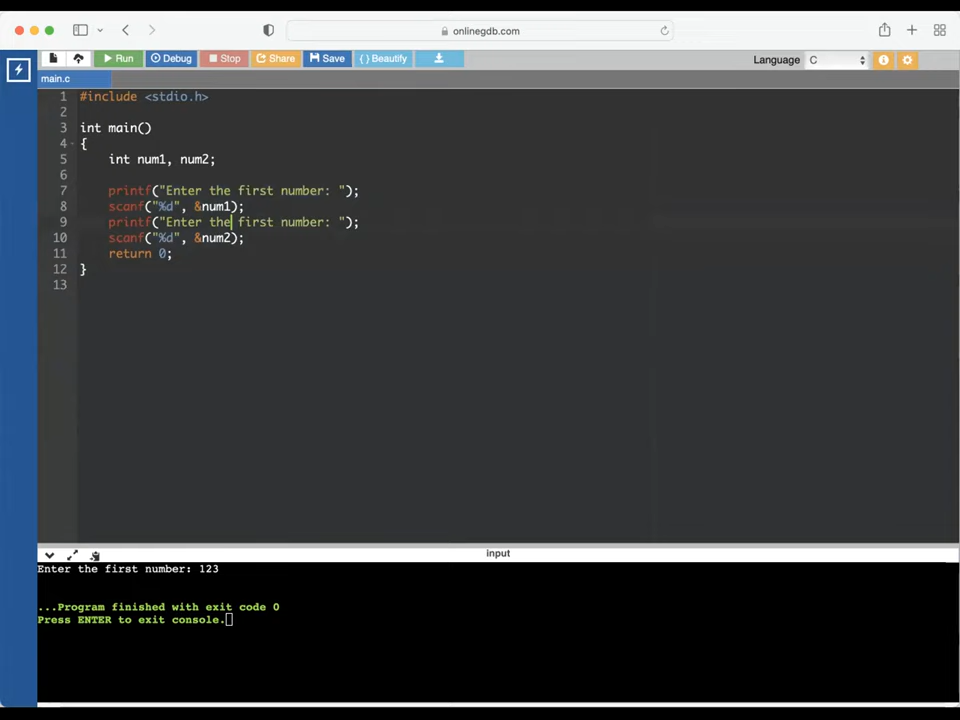 onlinegdb.com
Run Debug Stop Share Save { } Beautify Language C
main.c
1 #include <stdio.h>
2
3 int main()
4 {
5 int num1, num2;
6
7 printf("Enter the first number: ");
8 scanf("%d", &num1);
9 printf("Enter the first number: ");
10 scanf("%d", &num2);
11 return 0;
12 }
13
input
Enter the first number: 123
...Program finished with exit code 0
Press ENTER to exit console.